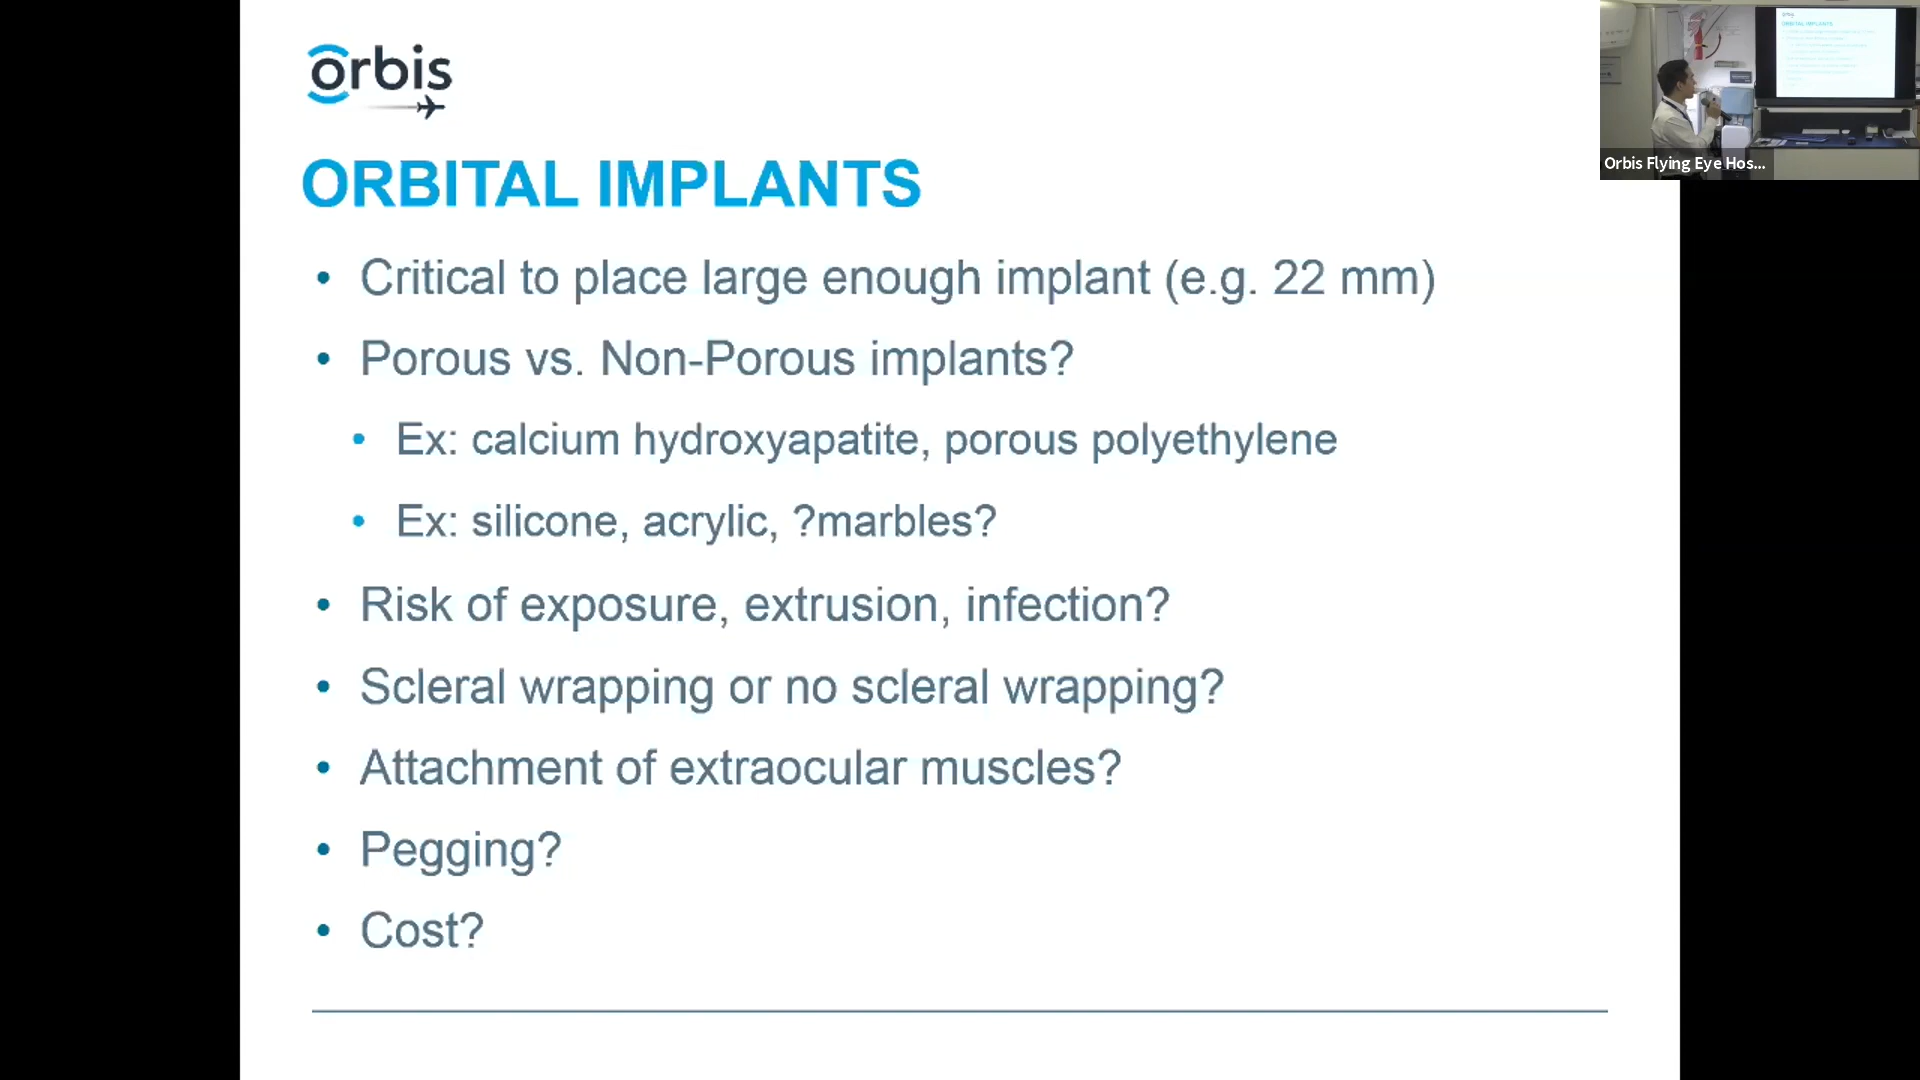 orbis
ORBITAL IMPLANTS
• Critical to place large enough implant (e.g. 22 mm)
• Porous vs. Non-Porous implants?
• Ex: calcium hydroxyapatite, porous polyethylene
• Ex: silicone, acrylic, ?marbles?
• Risk of exposure, extrusion, infection?
• Scleral wrapping or no scleral wrapping?
• Attachment of extraocular muscles?
• Pegging?
• Cost?
ORBITAL IMPLANTS
Orbis Flying Eye Hos...